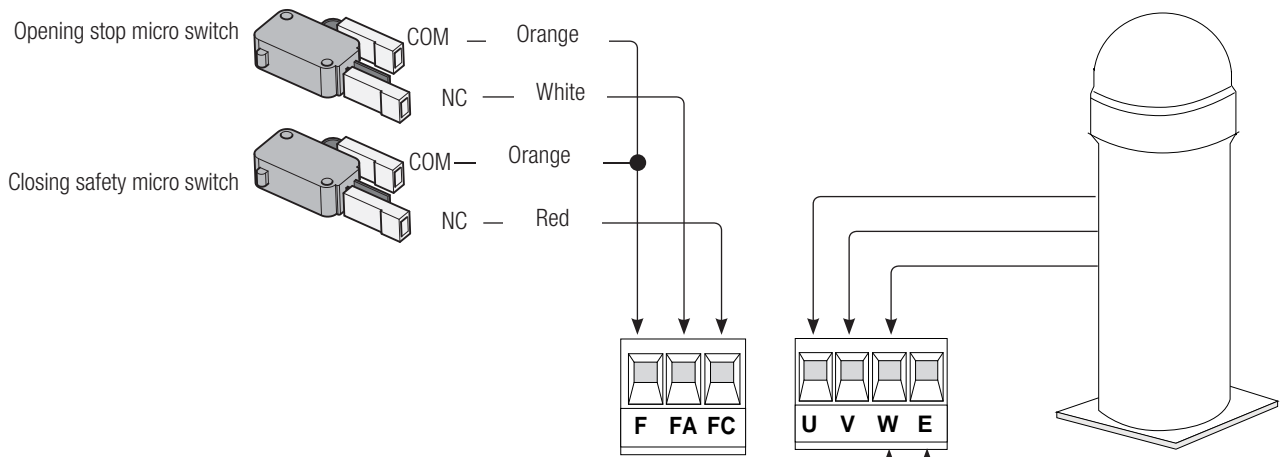 Opening stop micro switch
COM — Orange
NC — White
COM — Orange
Closing safety micro switch
NC — Red
F FA FC
U V W E